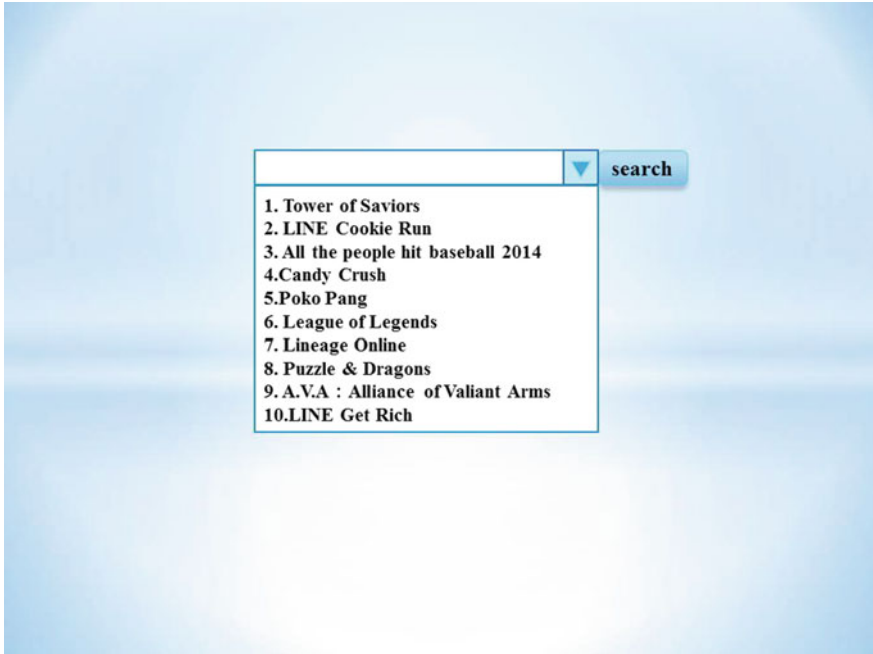 search
1. Tower of Saviors
2. LINE Cookie Run
3. All the people hit baseball 2014
4.Candy Crush
5.Poko Pang
6. League of Legends
7. Lineage Online
8. Puzzle & Dragons
9. A.V.A : Alliance of Valiant Arms
10.LINE Get Rich